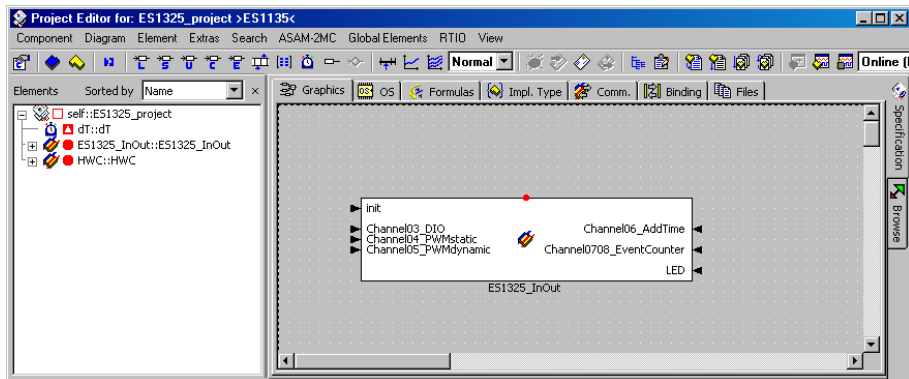 Project Editor for: ES1325_project >ES1135<
Component Diagram Element Extras Search ASAM-2MC Global Elements RTIO View
Normal
Elements Sorted by Name
Graphics OS Formulas Impl. Type Comm. Binding Files
self::ES1325_project
dT::dT
ES1325_InOut::ES1325_InOut
HWC::HWC
init
Channel03_DIO
Channel04_PWMstatic
Channel05_PWMdynamic
Channel06_AddTime
Channel0708_EventCounter
LED
ES1325_InOut
Specification
Browse